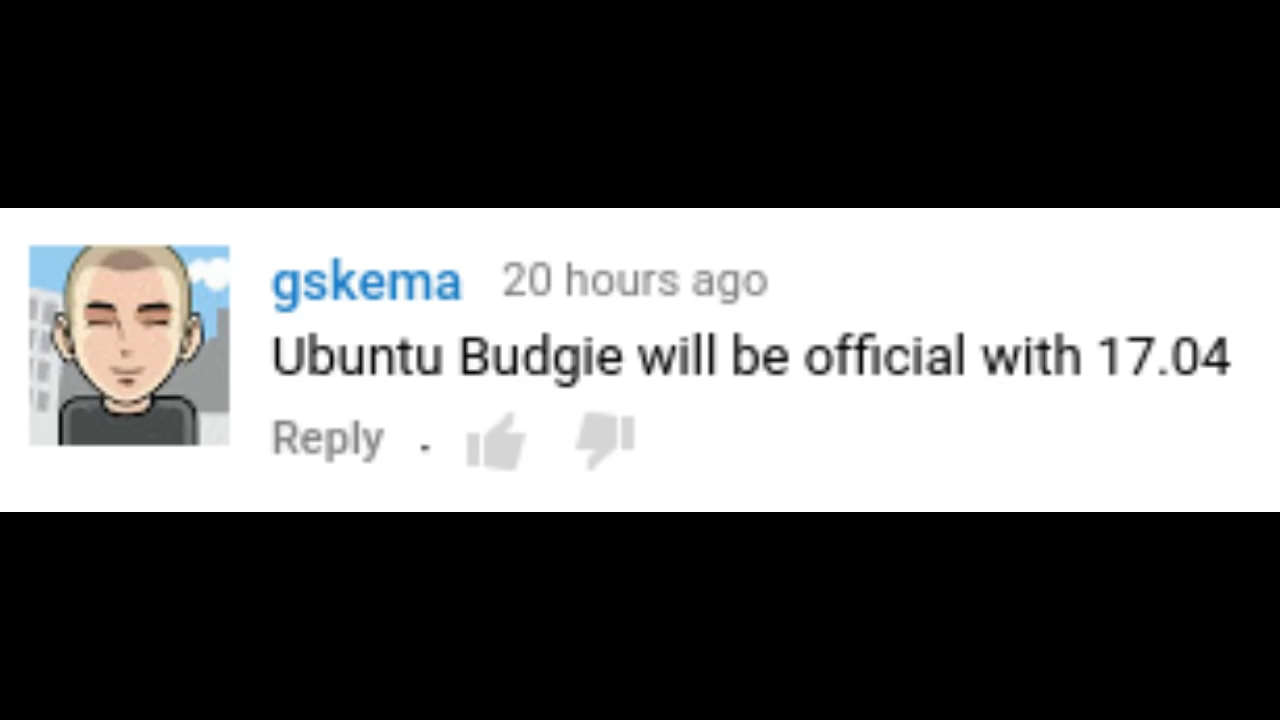 gskema 20 hours ago
Ubuntu Budgie will be official with 17.04
Reply .